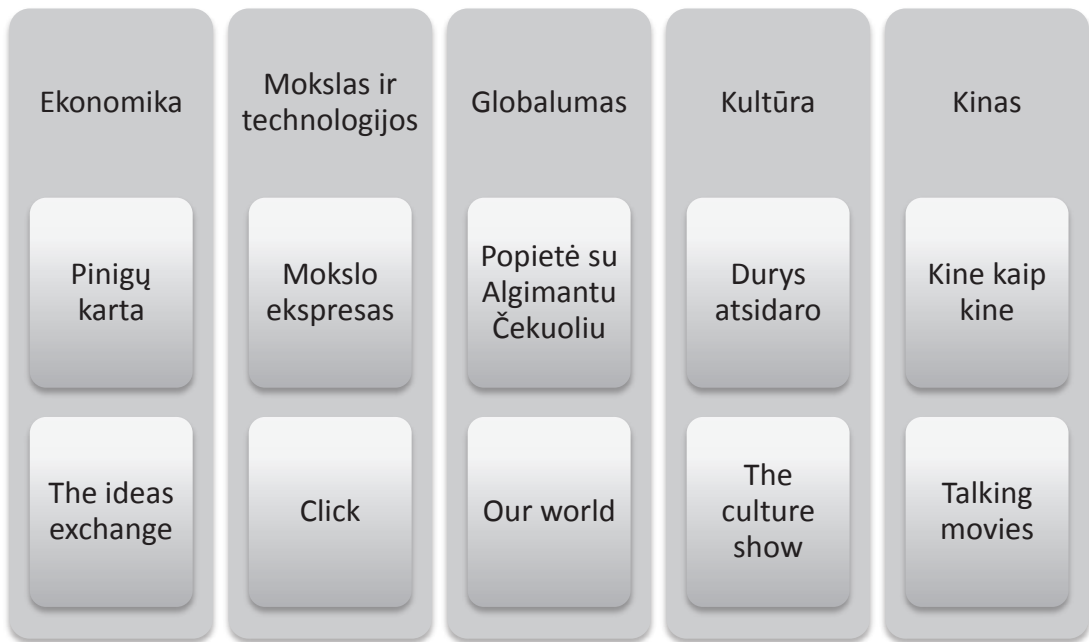 Ekonomika
Pinigų
karta
The ideas
exchange
Mokslas ir
technologijos
Mokslo
ekspresas
Click
Globalumas
Popietė su
Algimantu
Čekuoliu
Our world
Kultūra
Durys
atsidaro
The
culture
show
Kinas
Kine kaip
kine
Talking
movies